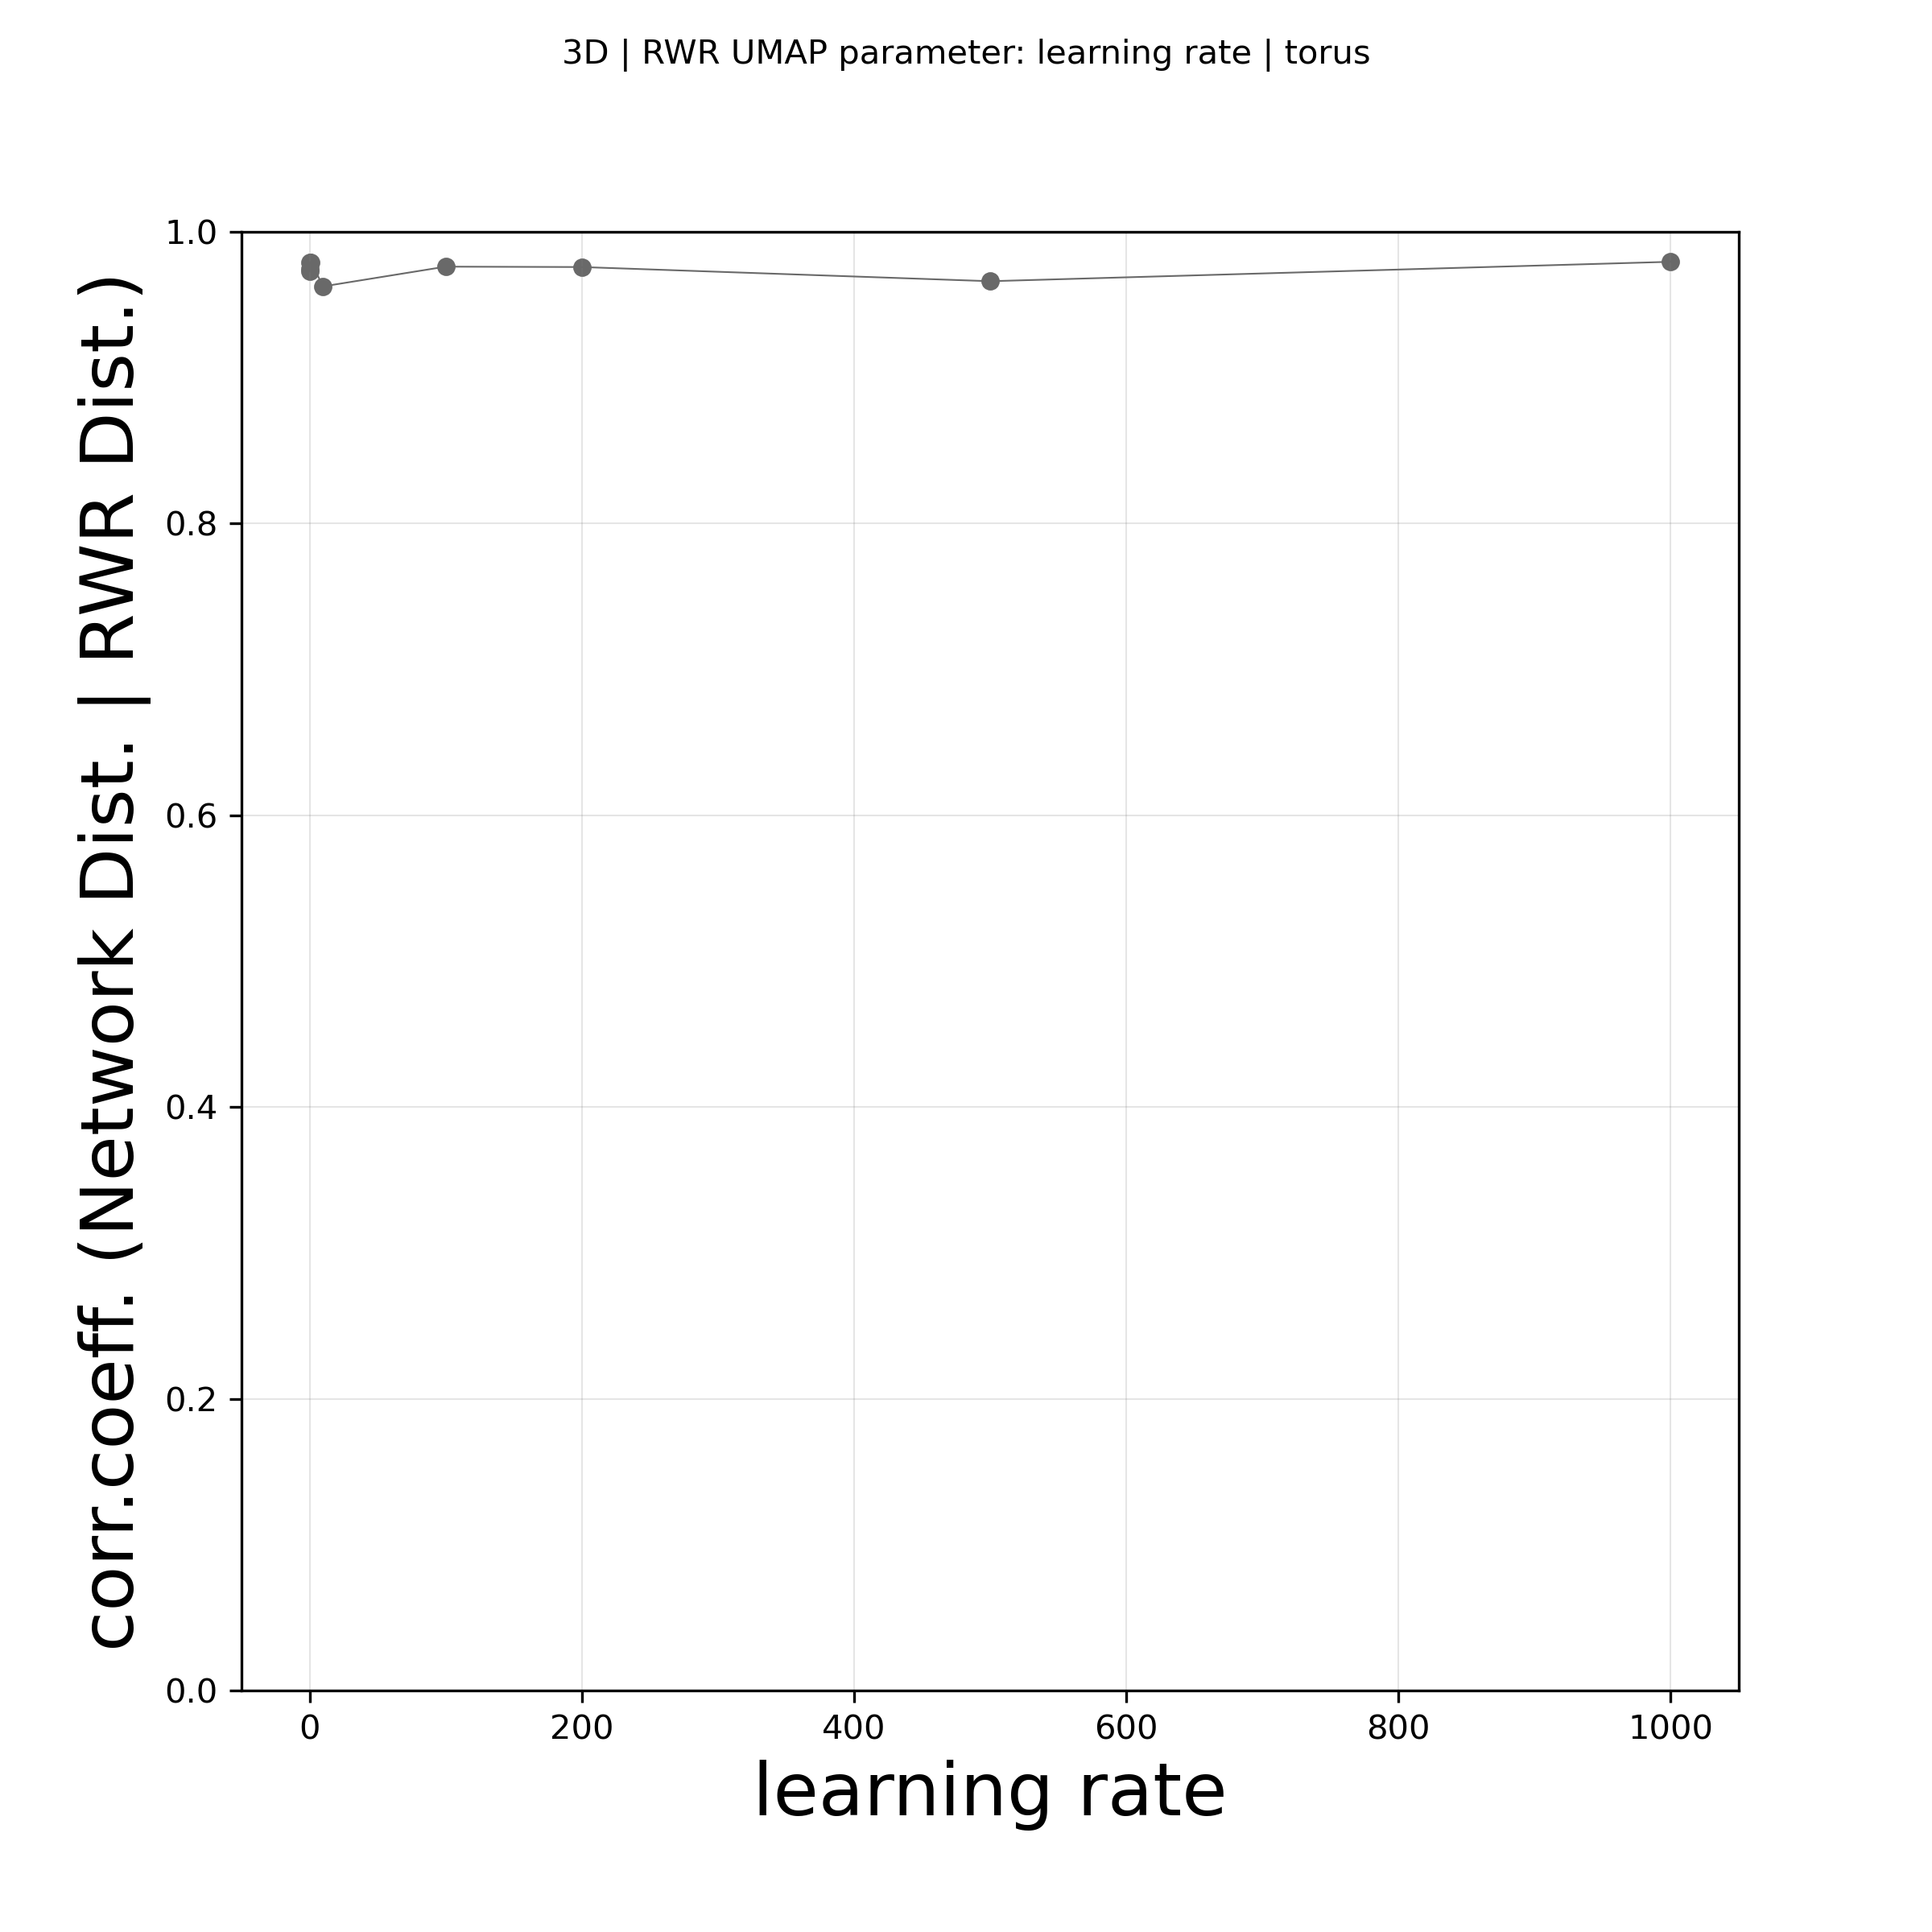 3D | RWR UMAP parameter: learning rate | torus
corr.coeff. (Network Dist. | RWR Dist.)
1.0
0.8
0.6
0.4
0.2
0.0
0 200 400 600 800 1000
learning rate